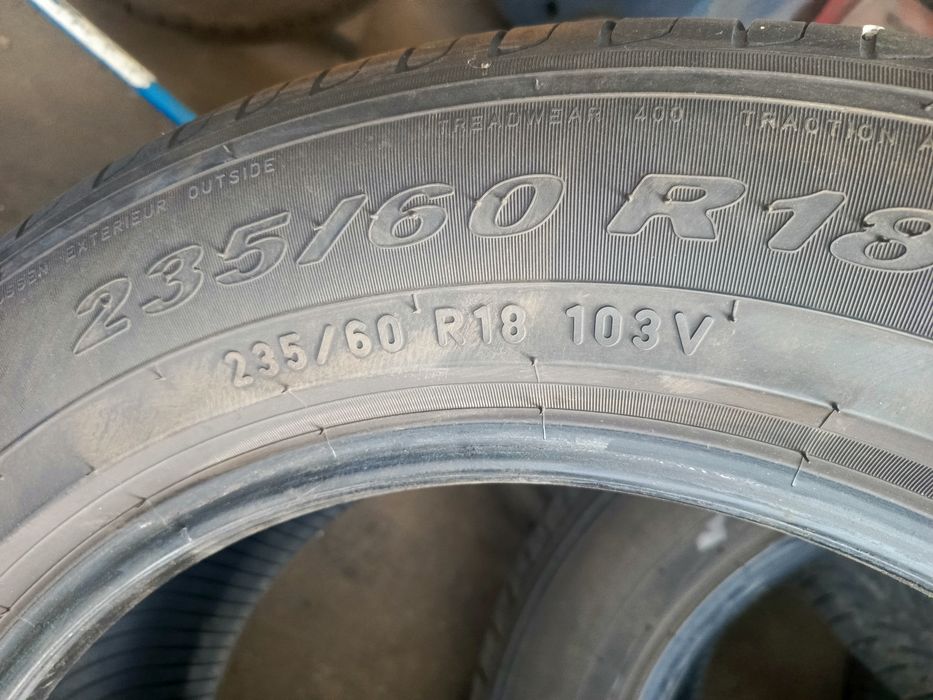 TREADWEAR 400 TRACTION A
EXTERIEUR OUTSIDE
235/60 R18
235/60 R18 103V